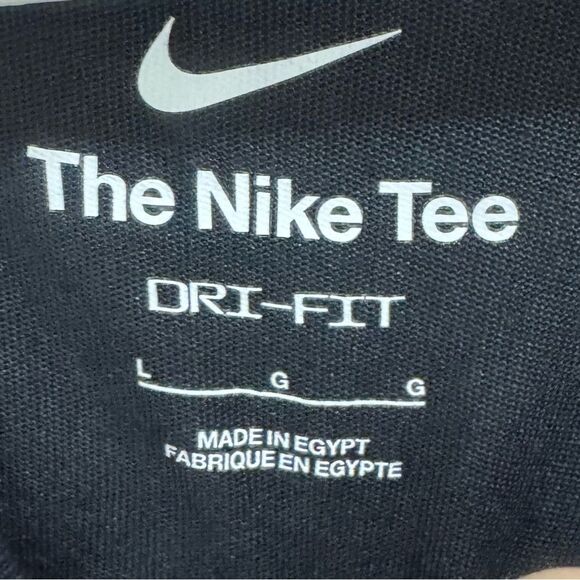 The Nike Tee
DRI-FIT
L G G
MADE IN EGYPT
FABRIQUE EN EGYPTE